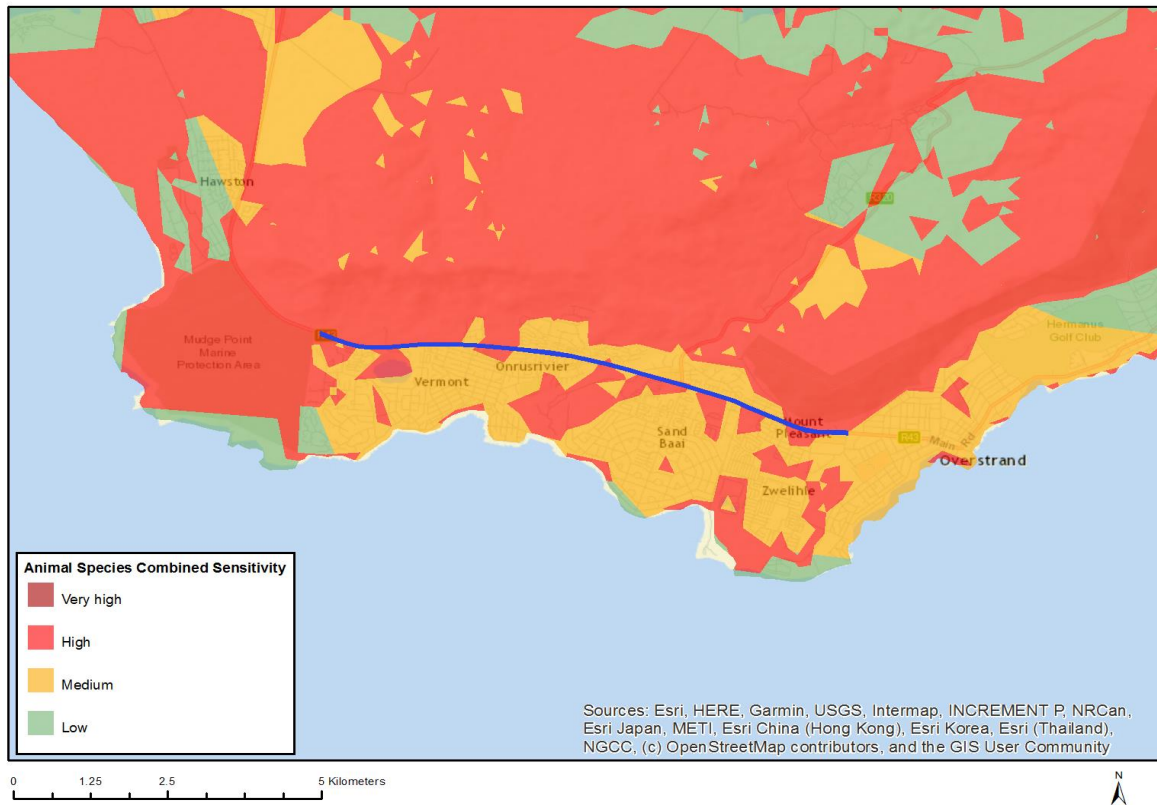 Hawston
R320
R43
Mudge Point
Marine
Protection Area
Hermanus
Golf Club
Vermont
Onrusrivier
Sand
Baai
Mount
Pleasant
R43
Main Rd
Overstrand
Zwelihle
Animal Species Combined Sensitivity
Very high
High
Medium
Low
Sources: Esri, HERE, Garmin, USGS, Intermap, INCREMENT P, NRCan,
Esri Japan, METI, Esri China (Hong Kong), Esri Korea, Esri (Thailand),
NGCC, (c) OpenStreetMap contributors, and the GIS User Community
0 1.25 2.5 5 Kilometers
N